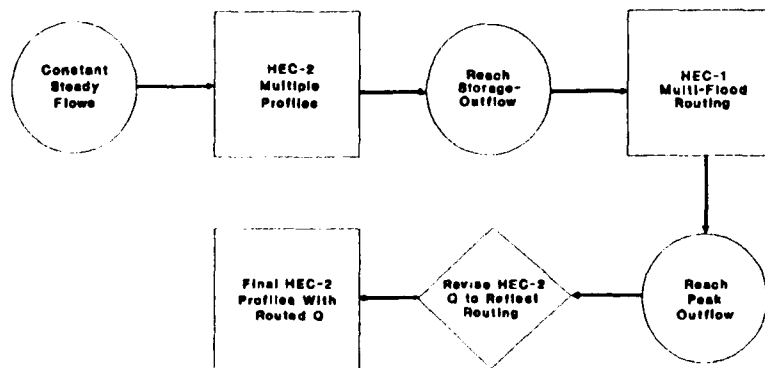 Constant
Steady
Flows
HEC-2
Multiple
Profiles
Reach
Storage-
Outflow
HEC-1
Multi-Flood
Routing
Final HEC-2
Profiles With
Routed Q
Revise HEC-2
Q to Reflect
Routing
Reach
Peak
Outflow